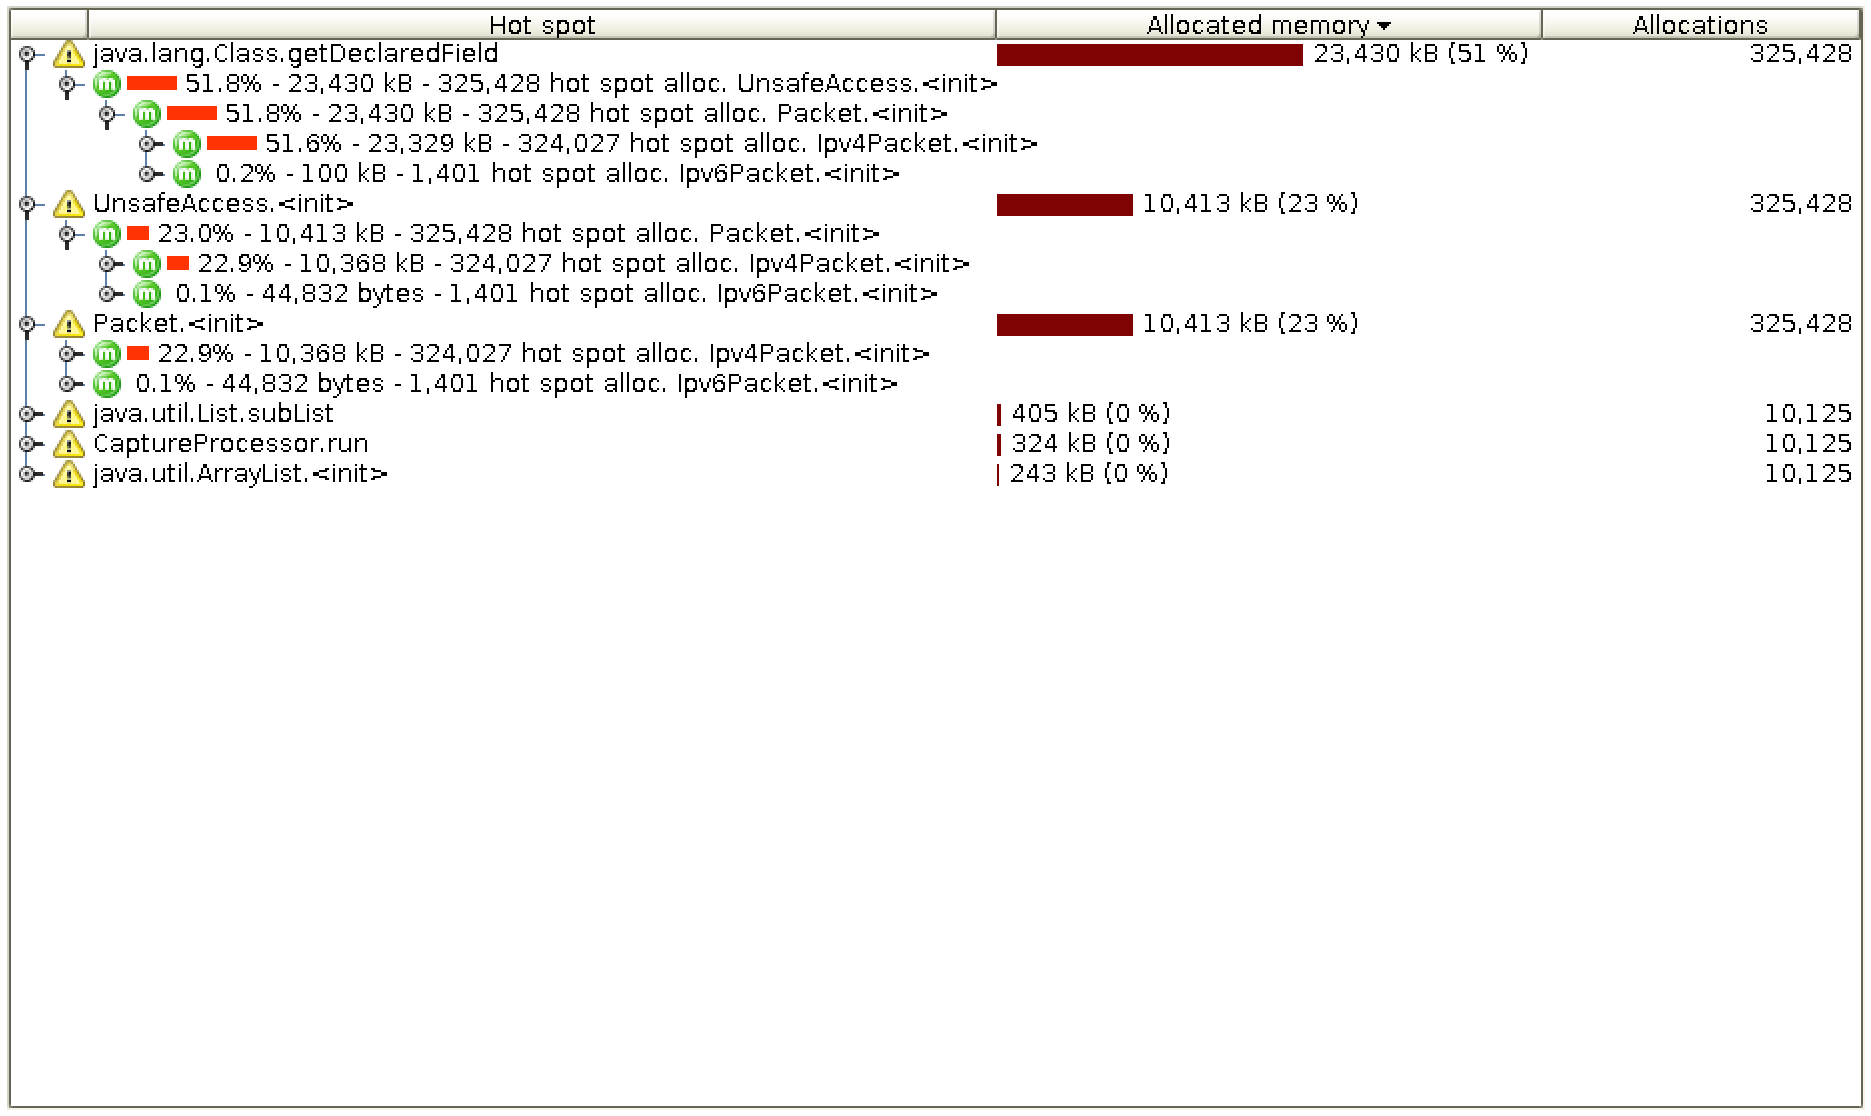 Hot spot Allocated memory Allocations
java.lang.Class.getDeclaredField 23,430 kB (51 %) 325,428
51.8% - 23,430 kB - 325,428 hot spot alloc. UnsafeAccess.<init>
51.8% - 23,430 kB - 325,428 hot spot alloc. Packet.<init>
51.6% - 23,329 kB - 324,027 hot spot alloc. Ipv4Packet.<init>
0.2% - 100 kB - 1,401 hot spot alloc. Ipv6Packet.<init>
UnsafeAccess.<init> 10,413 kB (23 %) 325,428
23.0% - 10,413 kB - 325,428 hot spot alloc. Packet.<init>
22.9% - 10,368 kB - 324,027 hot spot alloc. Ipv4Packet.<init>
0.1% - 44,832 bytes - 1,401 hot spot alloc. Ipv6Packet.<init>
Packet.<init> 10,413 kB (23 %) 325,428
22.9% - 10,368 kB - 324,027 hot spot alloc. Ipv4Packet.<init>
0.1% - 44,832 bytes - 1,401 hot spot alloc. Ipv6Packet.<init>
java.util.List.subList 405 kB (0 %) 10,125
CaptureProcessor.run 324 kB (0 %) 10,125
java.util.ArrayList.<init> 243 kB (0 %) 10,125